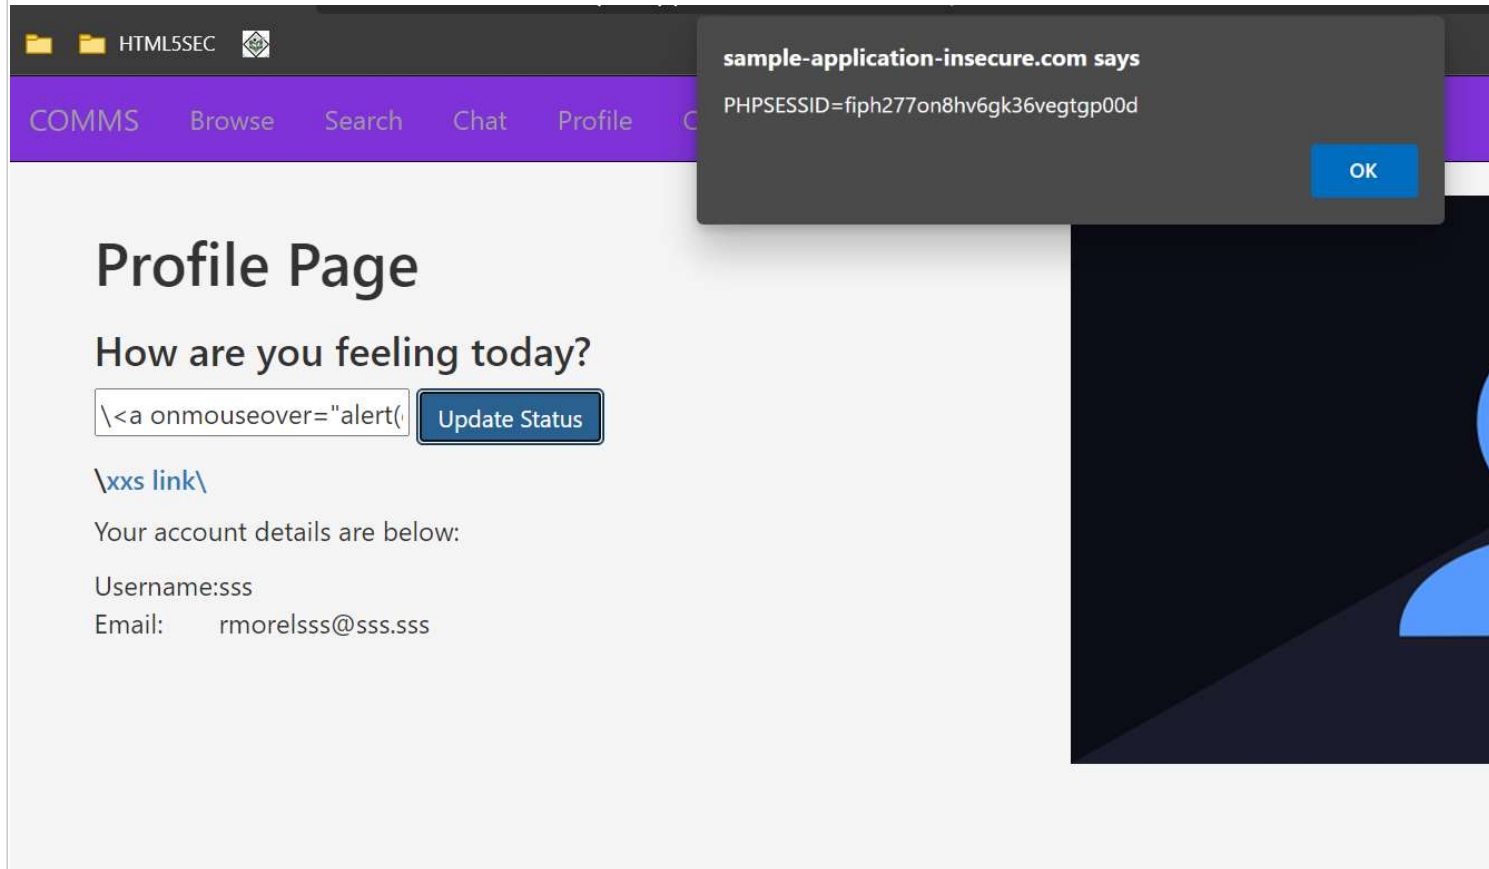 HTML5SEC
sample-application-insecure.com says
PHPSESSID=fiph277on8hv6gk36vegtgp00d
OK
COMMS Browse Search Chat Profile
Profile Page
How are you feeling today?
\<a onmouseover="alert(
Update Status
\xxs link\
Your account details are below:
Username:sss
Email: rmorelsss@sss.sss